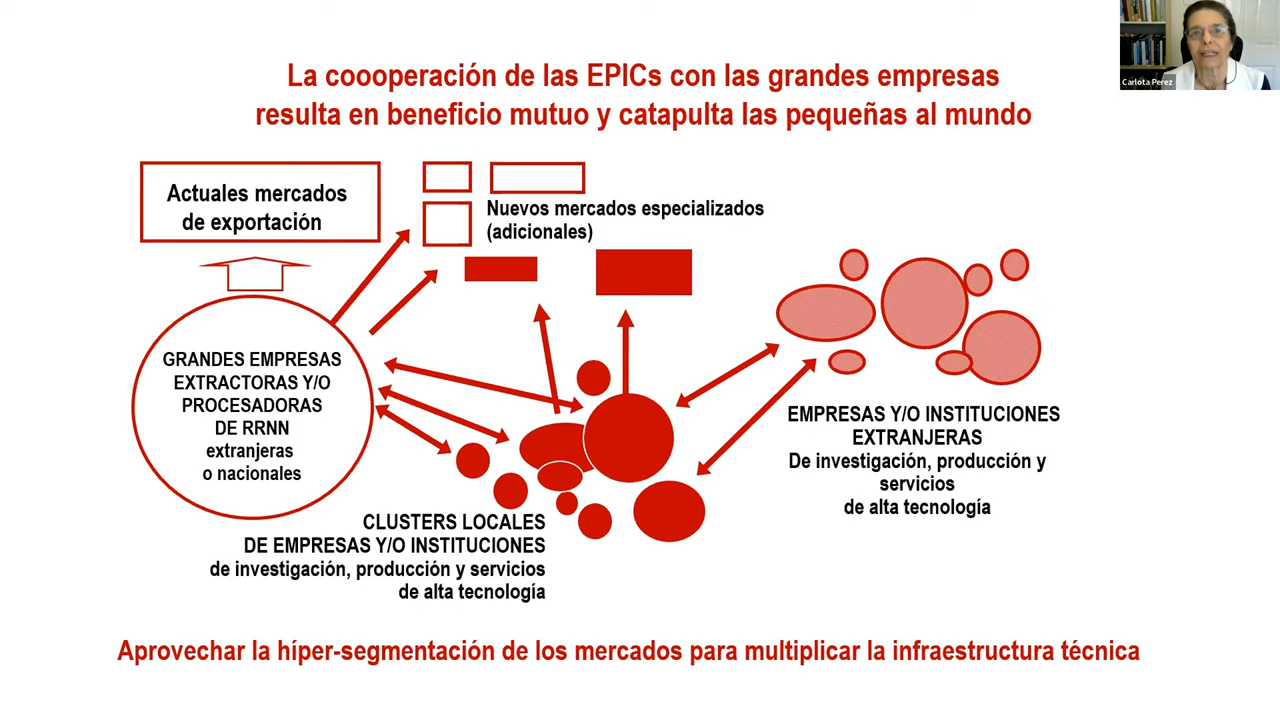 La coooperación de las EPICs con las grandes empresas
resulta en beneficio mutuo y catapulta las pequeñas al mundo
Carlota Perez
Actuales mercados
de exportación
Nuevos mercados especializados
(adicionales)
GRANDES EMPRESAS
EXTRACTORAS Y/O
PROCESADORAS
DE RRNN
extranjeras
o nacionales
EMPRESAS Y/O INSTITUCIONES
EXTRANJERAS
De investigación, producción y
servicios
de alta tecnología
CLUSTERS LOCALES
DE EMPRESAS Y/O INSTITUCIONES
de investigación, producción y servicios
de alta tecnología
Aprovechar la híper-segmentación de los mercados para multiplicar la infraestructura técnica